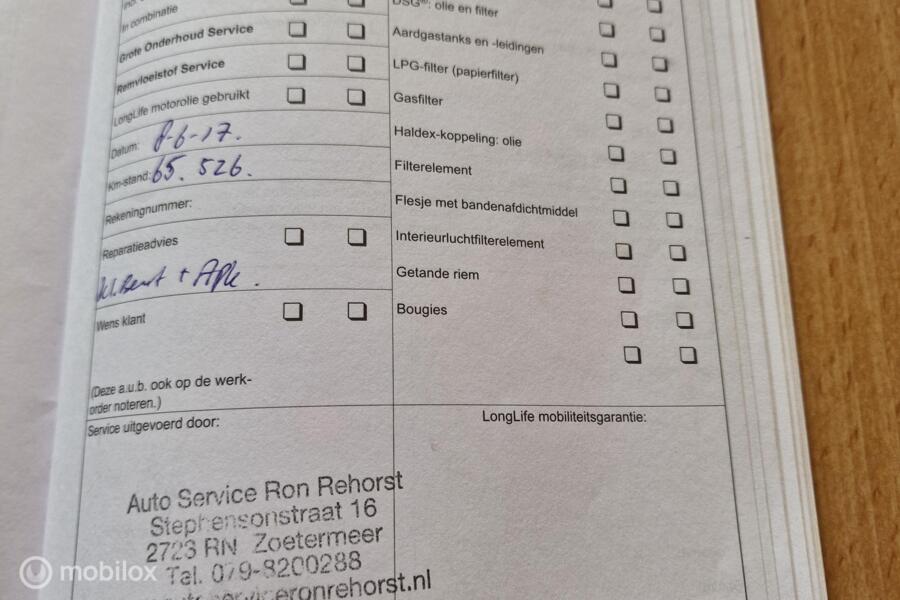 In combinatie
Grote Onderhoud Service
Remvloeistof Service
LongLife motorolie gebruikt
Datum: 8-6-17.
Km-stand: 65.526.
Rekeningnummer:
Reparatieadvies
+ Apk.
Wens klant
(Deze a.u.b. ook op de werk-
order noteren.)
DSG®: olie en filter
Aardgastanks en -leidingen
LPG-filter (papierfilter)
Gasfilter
Haldex-koppeling: olie
Filterelement
Flesje met bandenafdichtmiddel
Interieurluchtfilterelement
Getande riem
Bougies
Service uitgevoerd door:
Auto Service Ron Rehorst
Stephensonstraat 16
2723 RN Zoetermeer
Tel. 079-3200288
LongLife mobiliteitsgarantie:
mobilox